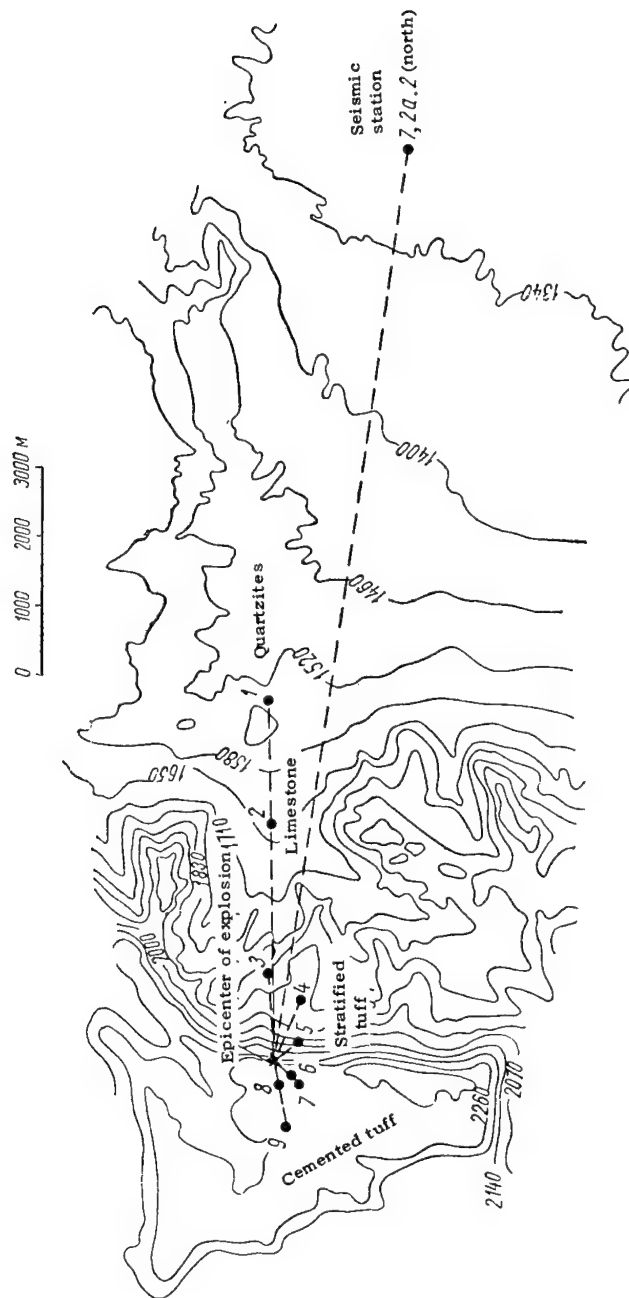 0 1000 2000 3000 M
Seismic
station
7, 2a.2 (north)
1340
1400
1460
1520
1580
1650
Quartzites
1
2
Limestone
1710
1820
2000
Epicenter of explosion
3
4
Stratified
tuff
5
6
7
8
9
Cemented tuff
2260
2070
2140